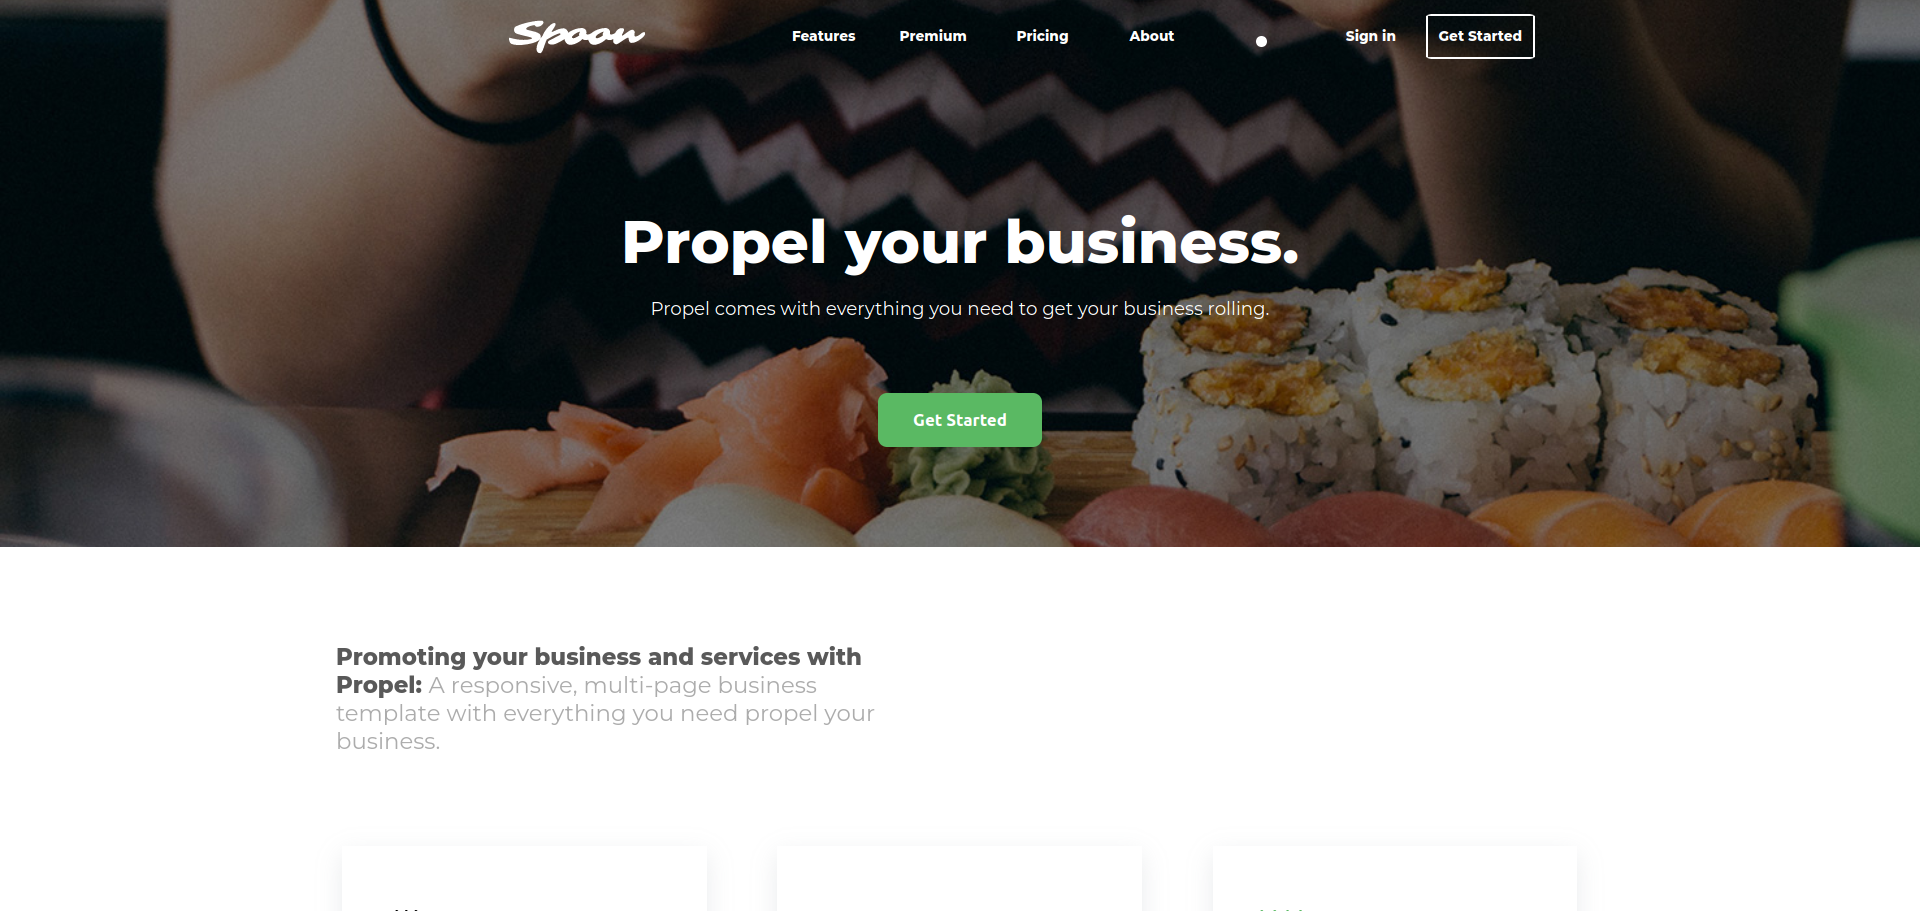 Spoon
Features
Premium
Pricing
About
Sign in
Get Started
Propel your business.
Propel comes with everything you need to get your business rolling.
Get Started
Promoting your business and services with
Propel: A responsive, multi-page business
template with everything you need propel your
business.